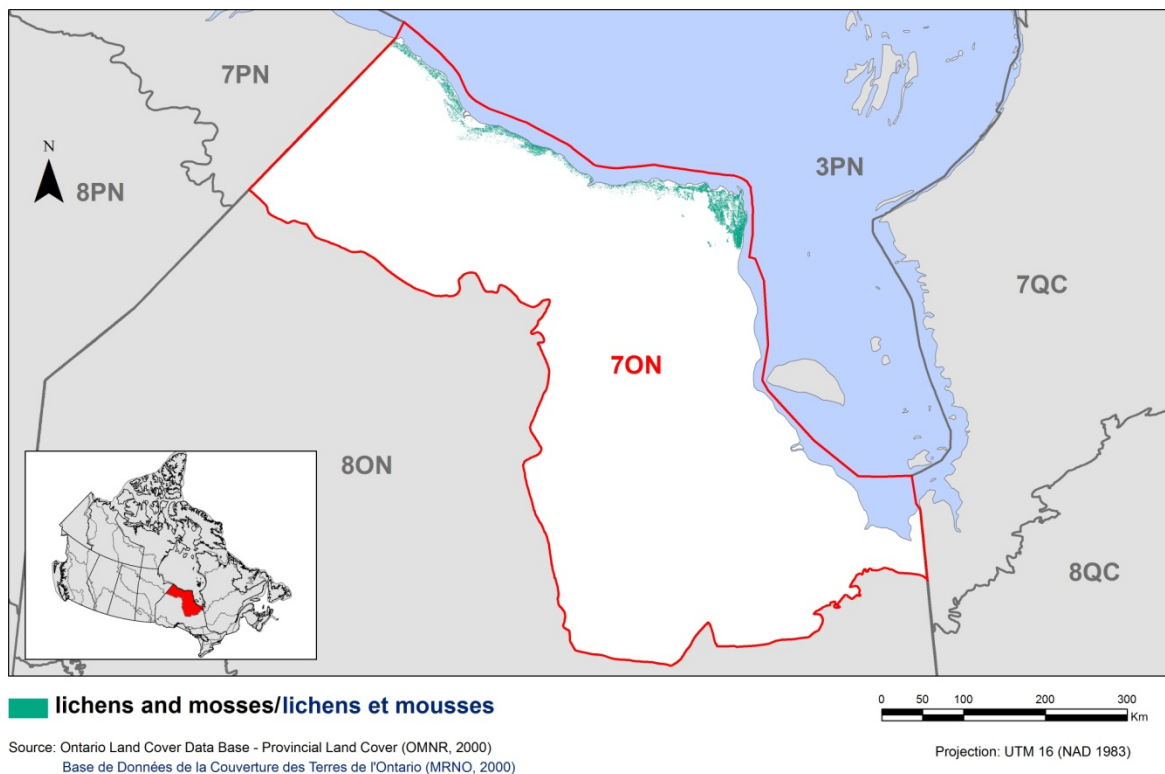 7PN
N
8PN
3PN
7QC
7ON
8ON
8QC
lichens and mosses/lichens et mousses
0 50 100 200 300
Km
Source: Ontario Land Cover Data Base - Provincial Land Cover (OMNR, 2000)
Base de Données de la Couverture des Terres de l'Ontario (MRNO, 2000)
Projection: UTM 16 (NAD 1983)